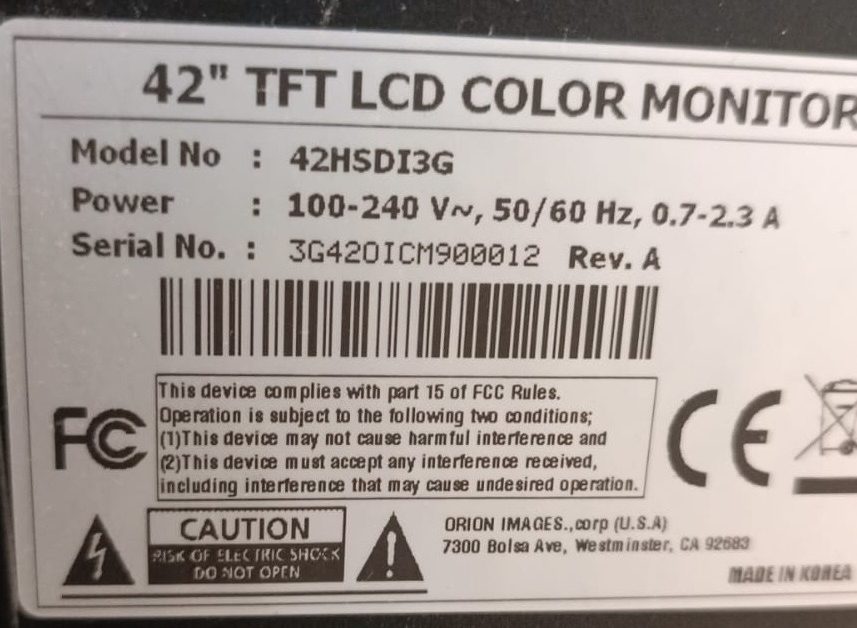 42" TFT LCD COLOR MONITOR
Model No : 42HSDI3G
Power : 100-240 V~, 50/60 Hz, 0.7-2.3 A
Serial No. : 3G42OICM900012 Rev. A
This device complies with part 15 of FCC Rules.
Operation is subject to the following two conditions;
(1)This device may not cause harmful interference and
(2)This device must accept any interference received,
including interference that may cause undesired operation.
FC
CE
CAUTION
RISK OF ELECTRIC SHOCK
DO NOT OPEN
!
ORION IMAGES.,corp (U.S.A)
7300 Bolsa Ave, Westminster, CA 92683
MADE IN KOREA